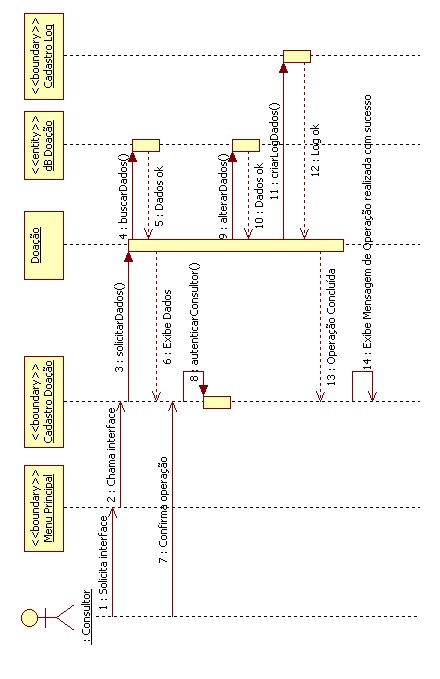 : Consultor
<<boundary>>
Menu Principal
<<boundary>>
Cadastro Doação
Doação
<<entity>>
dB Doação
<<boundary>>
Cadastro Log
1 : Solicita interface
2 : Chama interface
3 : solicitarDados()
4 : buscarDados()
5 : Dados ok
6 : Exibe Dados
7 : Confirma operação
8 : autenticarConsultor()
9 : alterarDados()
10 : Dados ok
11 : criarLogDados()
12 : Log ok
13 : Operação Concluída
14 : Exibe Mensagem de Operação realizada com sucesso